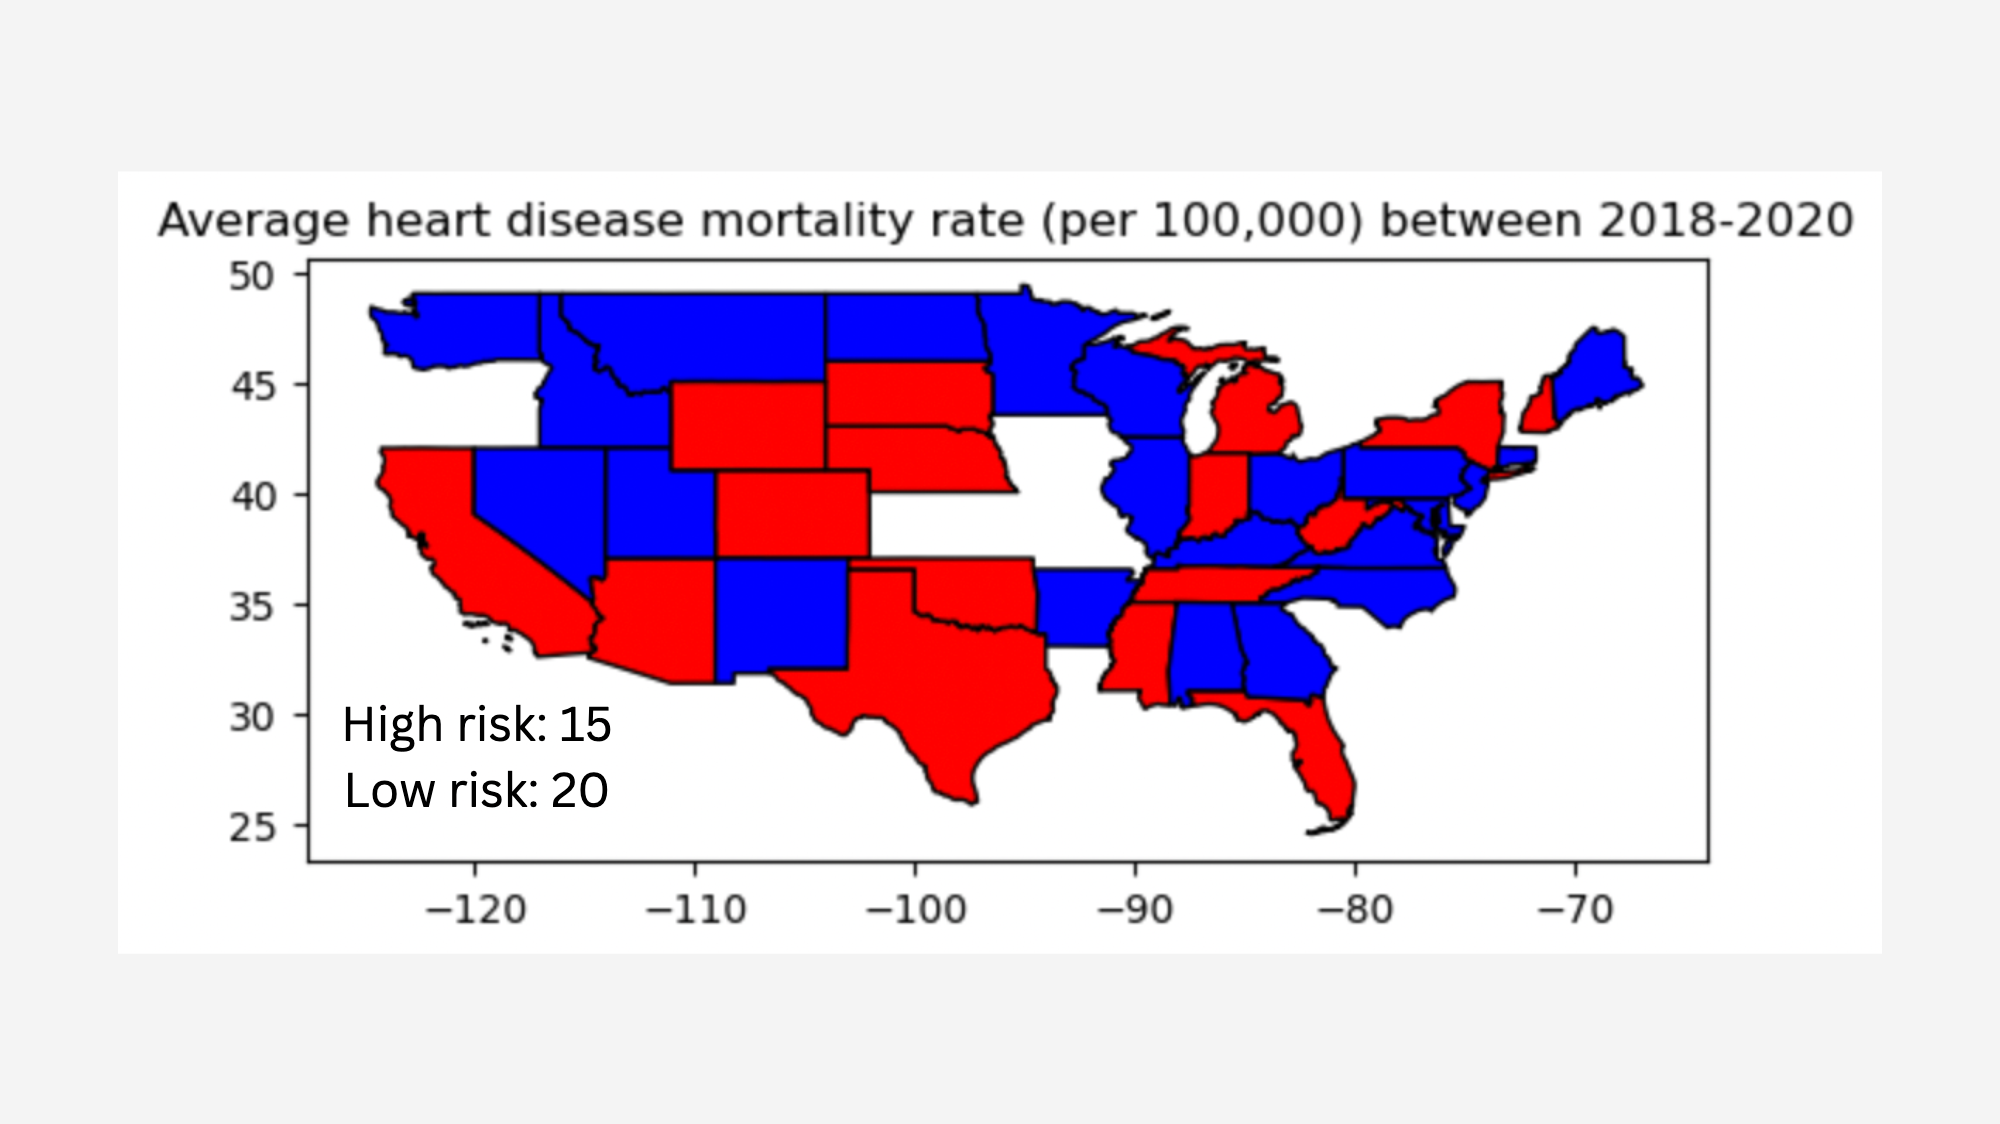 Average heart disease mortality rate (per 100,000) between 2018-2020
50
45
40
35
30
25
High risk: 15
Low risk: 20
−120 −110 −100 −90 −80 −70